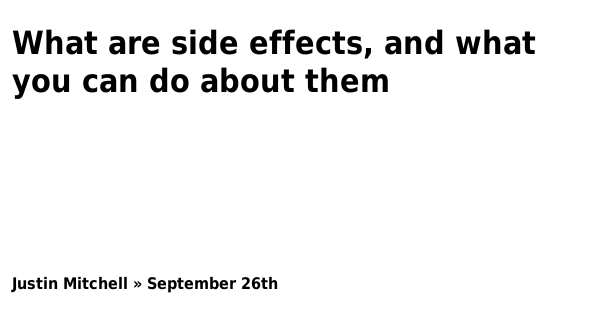 What are side effects, and what
you can do about them
Justin Mitchell » September 26th